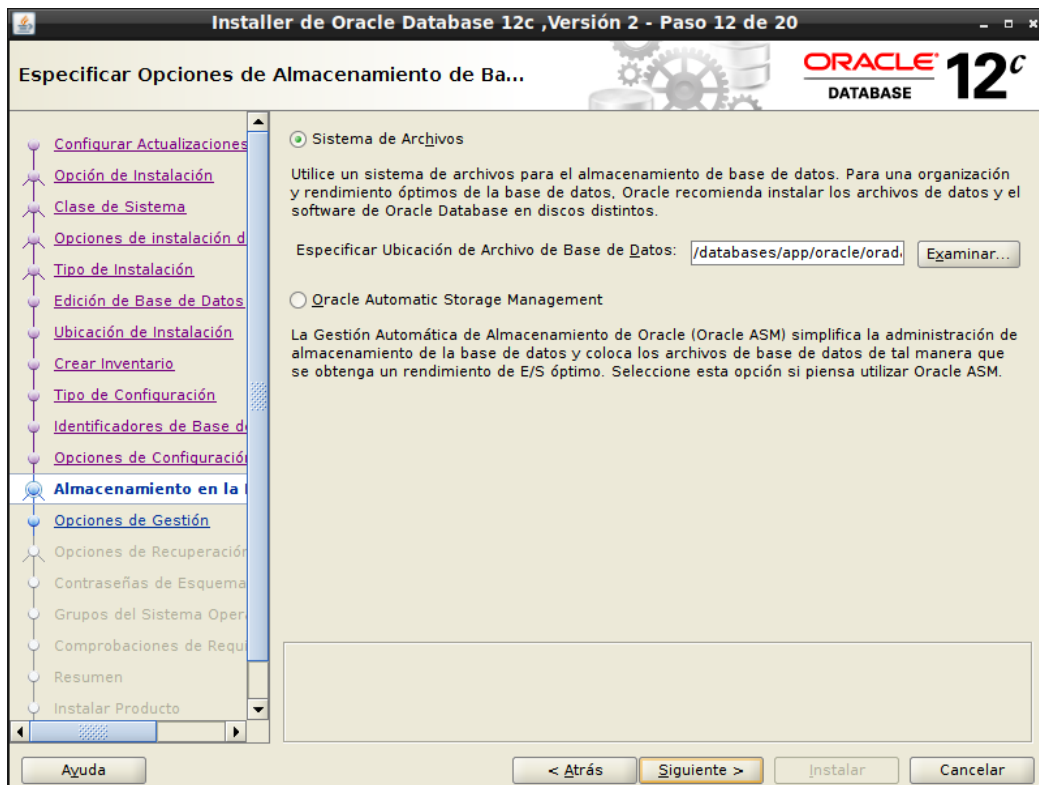 Installer de Oracle Database 12c ,Versión 2 - Paso 12 de 20
Especificar Opciones de Almacenamiento de Ba...
ORACLE
DATABASE
12c
Configurar Actualizaciones
Opción de Instalación
Clase de Sistema
Opciones de instalación d
Tipo de Instalación
Edición de Base de Datos
Ubicación de Instalación
Crear Inventario
Tipo de Configuración
Identificadores de Base de
Opciones de Configuración
Almacenamiento en la
Opciones de Gestión
Opciones de Recuperación
Contraseñas de Esquema
Grupos del Sistema Oper
Comprobaciones de Requi
Resumen
Instalar Producto
Sistema de Archivos
Utilice un sistema de archivos para el almacenamiento de base de datos. Para una organización
y rendimiento óptimos de la base de datos, Oracle recomienda instalar los archivos de datos y el
software de Oracle Database en discos distintos.
Especificar Ubicación de Archivo de Base de Datos: /databases/app/oracle/orad Examinar...
Oracle Automatic Storage Management
La Gestión Automática de Almacenamiento de Oracle (Oracle ASM) simplifica la administración de
almacenamiento de la base de datos y coloca los archivos de base de datos de tal manera que
se obtenga un rendimiento de E/S óptimo. Seleccione esta opción si piensa utilizar Oracle ASM.
Ayuda
< Atrás
Siguiente >
Instalar
Cancelar